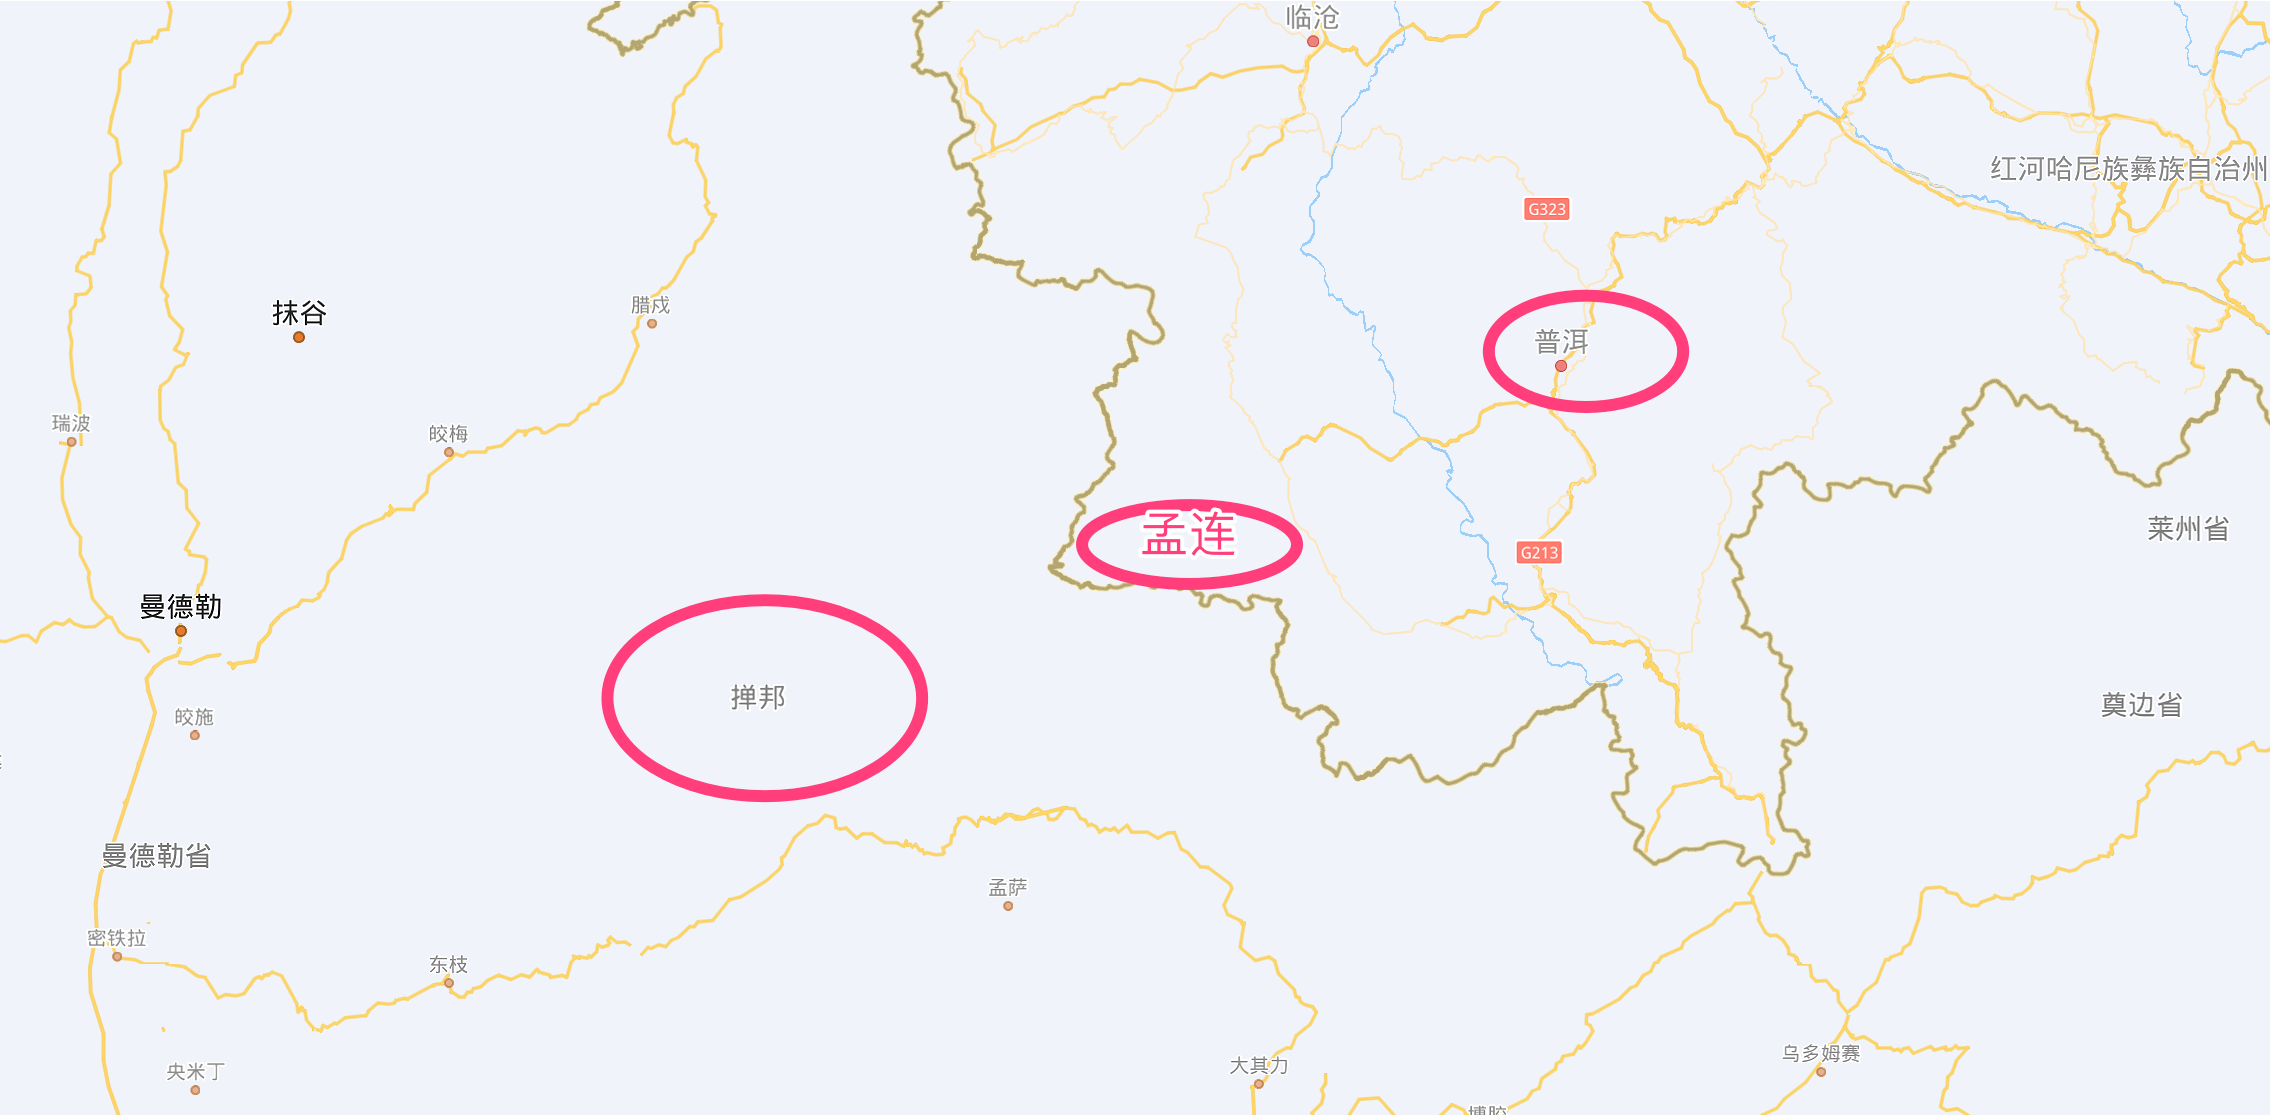 临沧
红河哈尼族彝族自治州
G323
腊戍
抹谷
普洱
瑞波
皎梅
孟连
莱州省
G213
曼德勒
掸邦
奠边省
皎施
曼德勒省
孟萨
密铁拉
东枝
乌多姆赛
大其力
央米丁
博胶